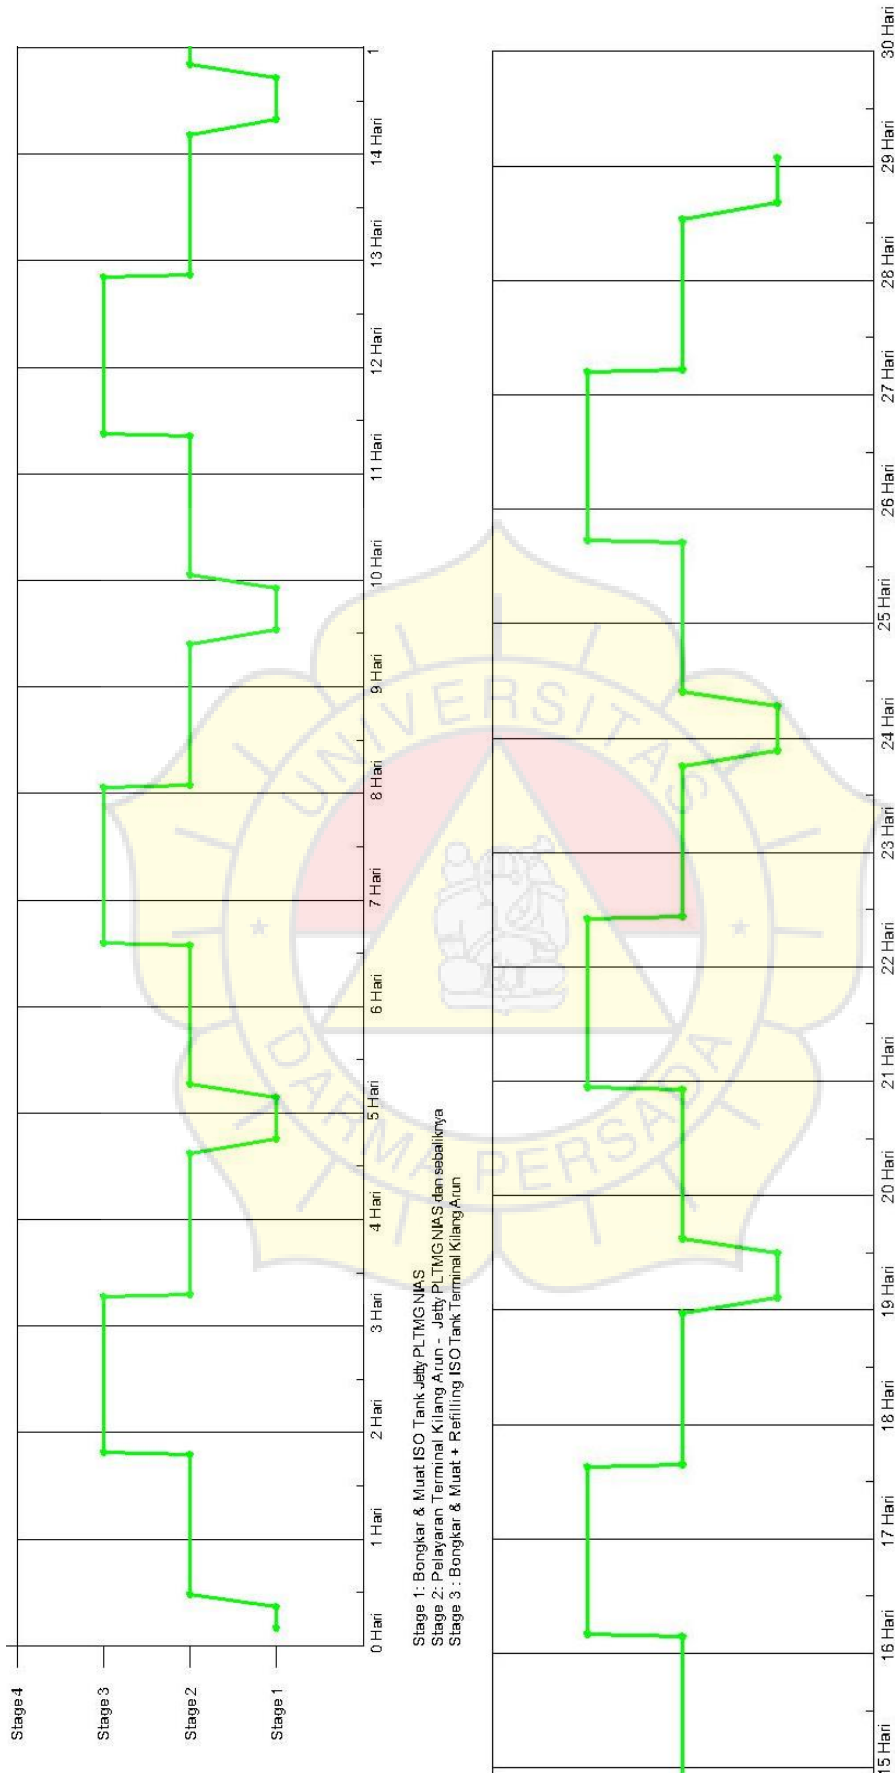 Stage 4
Stage 3
Stage 2
Stage 1
0 Hari
1 Hari
2 Hari
3 Hari
4 Hari
5 Hari
6 Hari
7 Hari
8 Hari
9 Hari
10 Hari
11 Hari
12 Hari
13 Hari
14 Hari
1
Stage 1: Bongkar & Muat ISO Tank Jetty PLTMG NIAS
Stage 2: Pelayaran Terminal Kilang Arun - Jetty PLTMG NIAS dan sebaliknya
Stage 3 : Bongkar & Muat + Refilling ISO Tank Terminal Kilang Arun
15 Hari
16 Hari
17 Hari
18 Hari
19 Hari
20 Hari
21 Hari
22 Hari
23 Hari
24 Hari
25 Hari
26 Hari
27 Hari
28 Hari
29 Hari
30 Hari
UNIVERSITAS
DARMA PERSADA